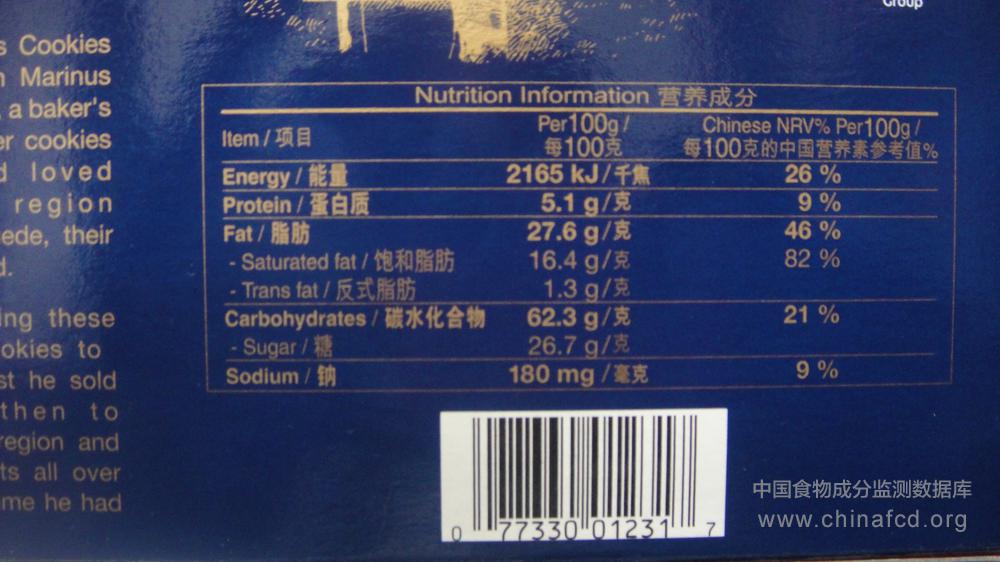 Group
s Cookies
Marinus
a baker's
er cookies
loved
region
ede, their
ing these
okies to
st he sold
then to
region and
ts all over
me he had
Nutrition Information 营养成分
Item / 项目 Per100g / 每100克 Chinese NRV% Per100g / 每100克的中国营养素参考值%
Energy / 能量 2165 kJ / 千焦 26 %
Protein / 蛋白质 5.1 g/克 9 %
Fat / 脂肪 27.6 g/克 46 %
- Saturated fat / 饱和脂肪 16.4 g/克 82 %
- Trans fat / 反式脂肪 1.3 g/克
Carbohydrates / 碳水化合物 62.3 g/克 21 %
- Sugar / 糖 26.7 g/克
Sodium / 钠 180 mg /毫克 9 %
0 77330 01231 7
中国食物成分监测数据库
www.chinafcd.org